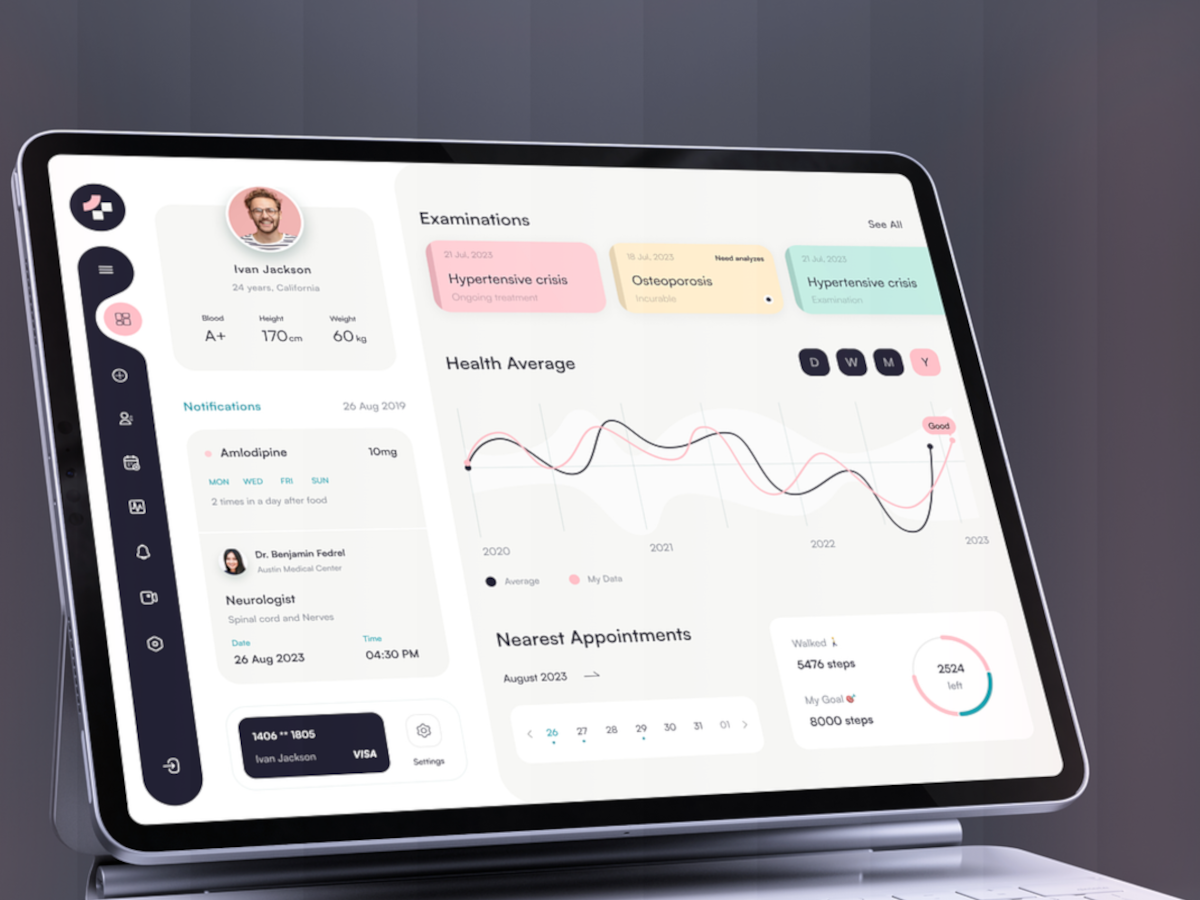 Ivan Jackson
24 years, California
Blood Height Weight
A+ 170cm 60kg
Notifications 26 Aug 2019
Amlodipine 10mg
MON WED FRI SUN
2 times in a day after food
Dr. Benjamin Fedrel
Austin Medical Center
Neurologist
Spinal cord and Nerves
Date Time
26 Aug 2023 04:30 PM
1406 ** 1805
Ivan Jackson VISA
Settings
Examinations See All
21 Jul, 2023
Hypertensive crisis
Ongoing treatment
18 Jul, 2023 Need analyzes
Osteoporosis
Incurable
21 Jul, 2023
Hypertensive crisis
Examination
Health Average D W M Y
Good
2020 2021 2022 2023
Average My Data
Nearest Appointments
August 2023
26 27 28 29 30 31 01
Walked
5476 steps
My Goal
8000 steps
2524
left